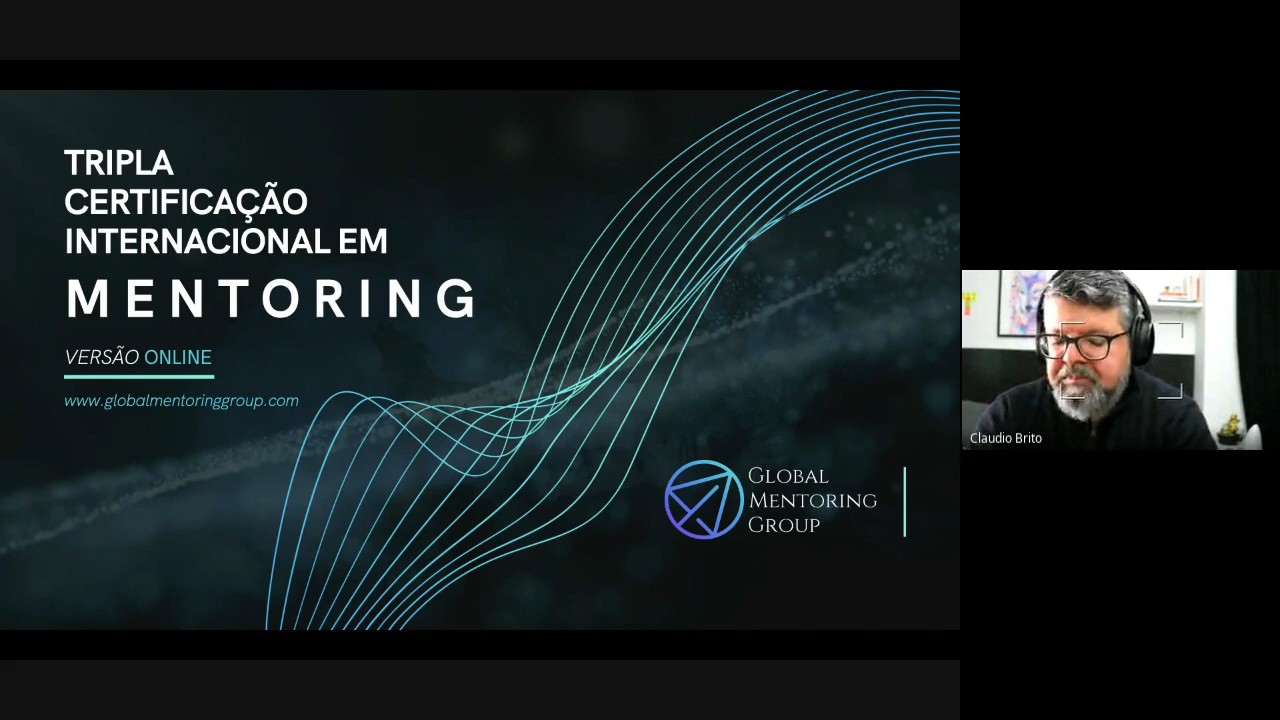 TRIPLA
CERTIFICAÇÃO
INTERNACIONAL EM
MENTORING
VERSÃO ONLINE
www.globalmentoringgroup.com
GLOBAL
MENTORING
GROUP
Claudio Brito